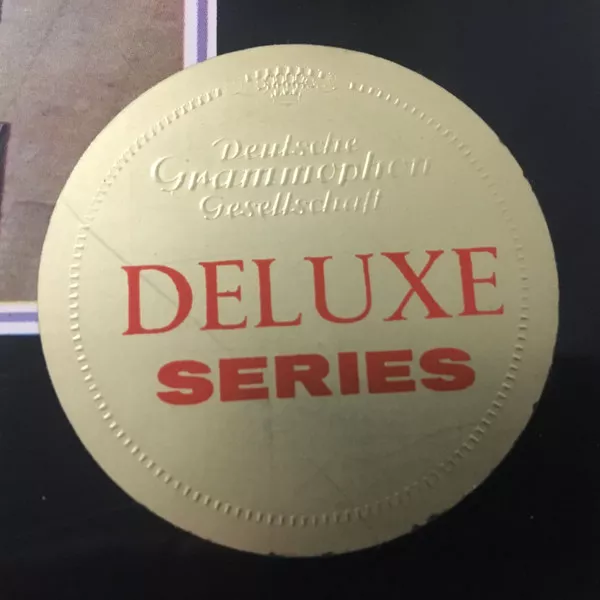 Deutsche
Grammophon
Gesellschaft
DELUXE
SERIES